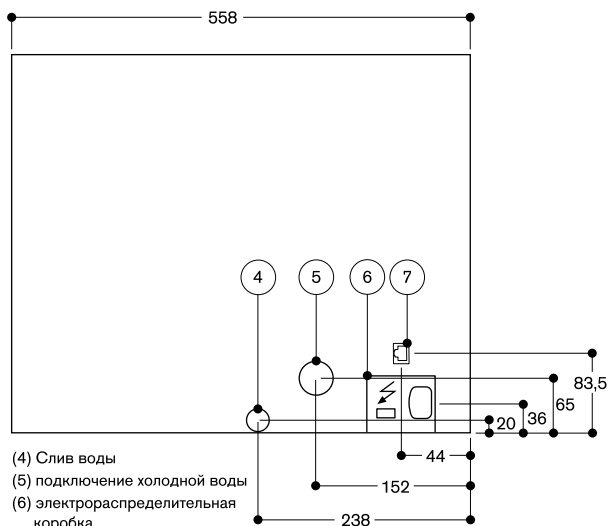 558
4 5 6 7
83,5
65
36
20
44
(4) Слив воды
152
(5) подключение холодной воды
(6) электрораспределительная
коробка
238